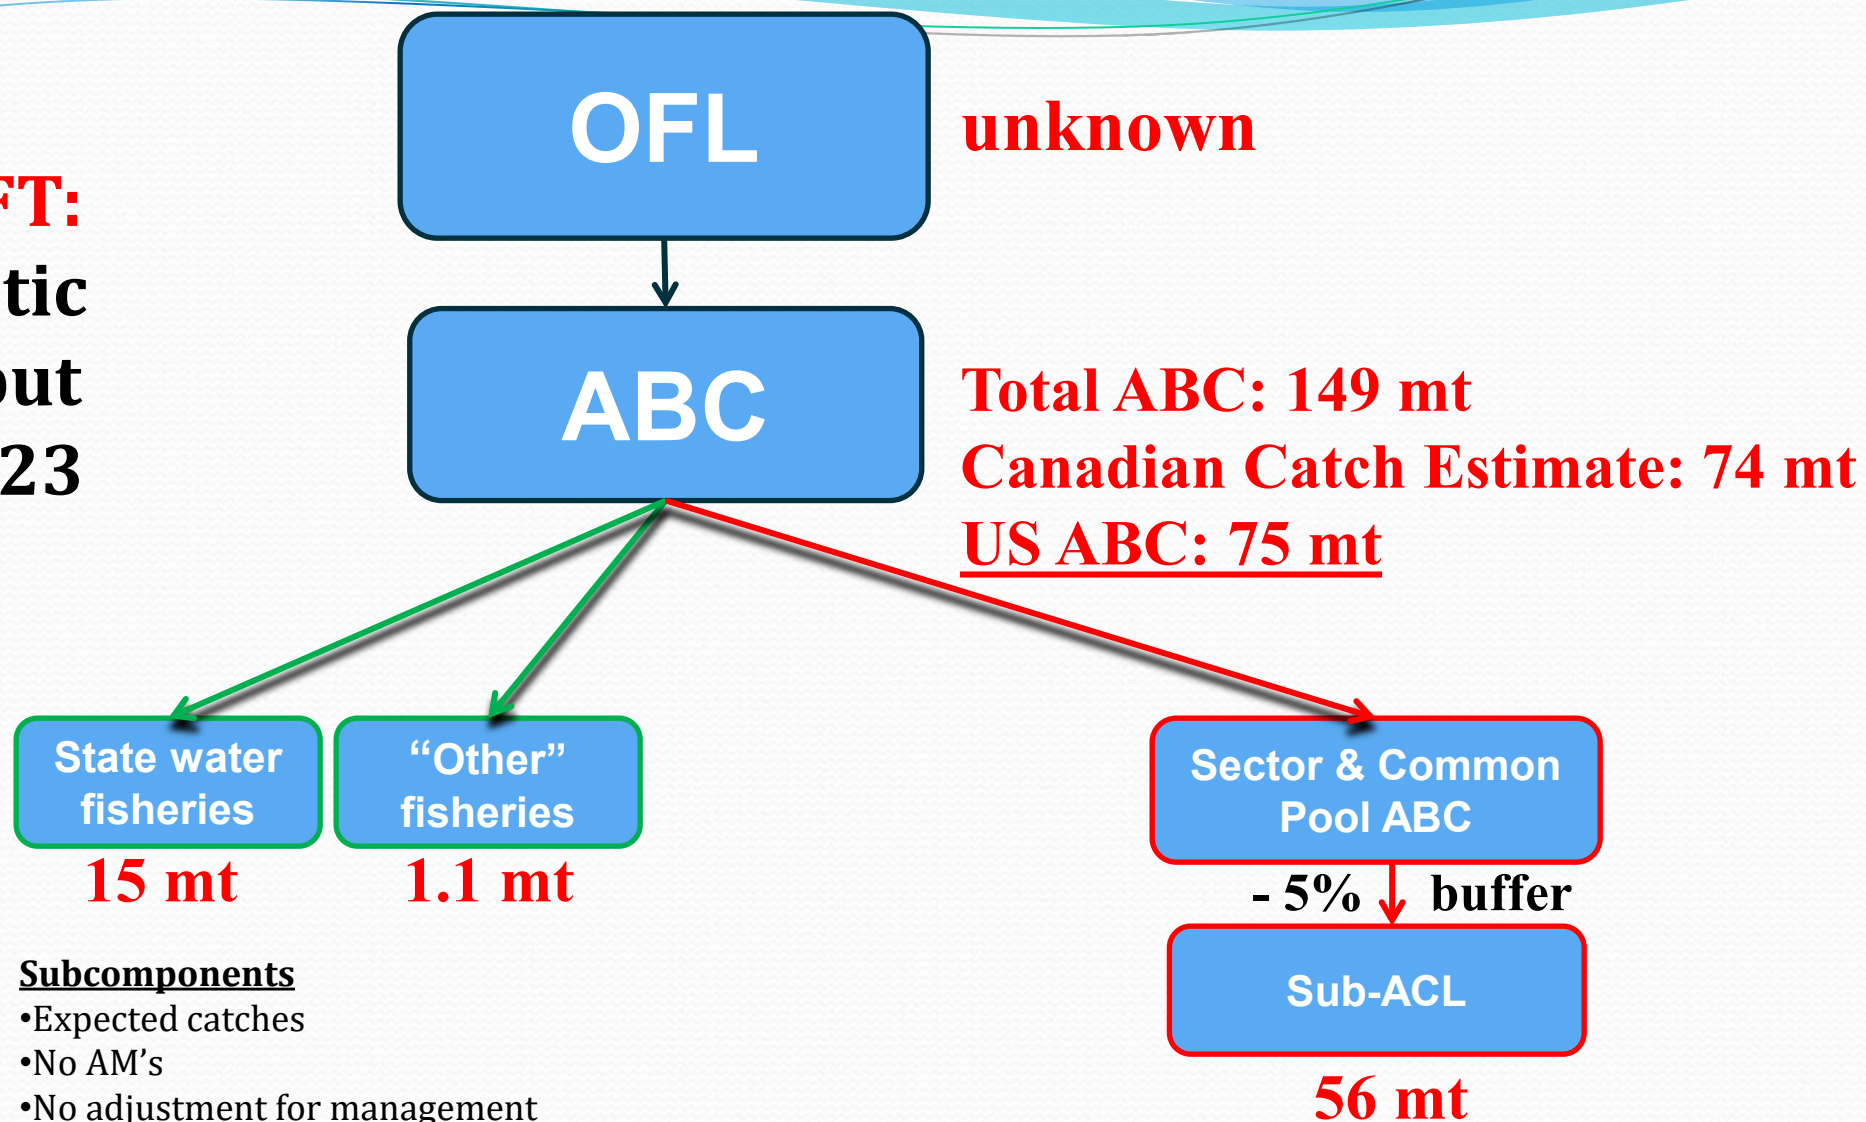 OFL
unknown
FT:
tic
out
23
ABC
Total ABC: 149 mt
Canadian Catch Estimate: 74 mt
US ABC: 75 mt
State water
fisheries
15 mt
“Other”
fisheries
1.1 mt
Sector & Common
Pool ABC
- 5% buffer
Sub-ACL
56 mt
Subcomponents
•Expected catches
•No AM’s
•No adjustment for management